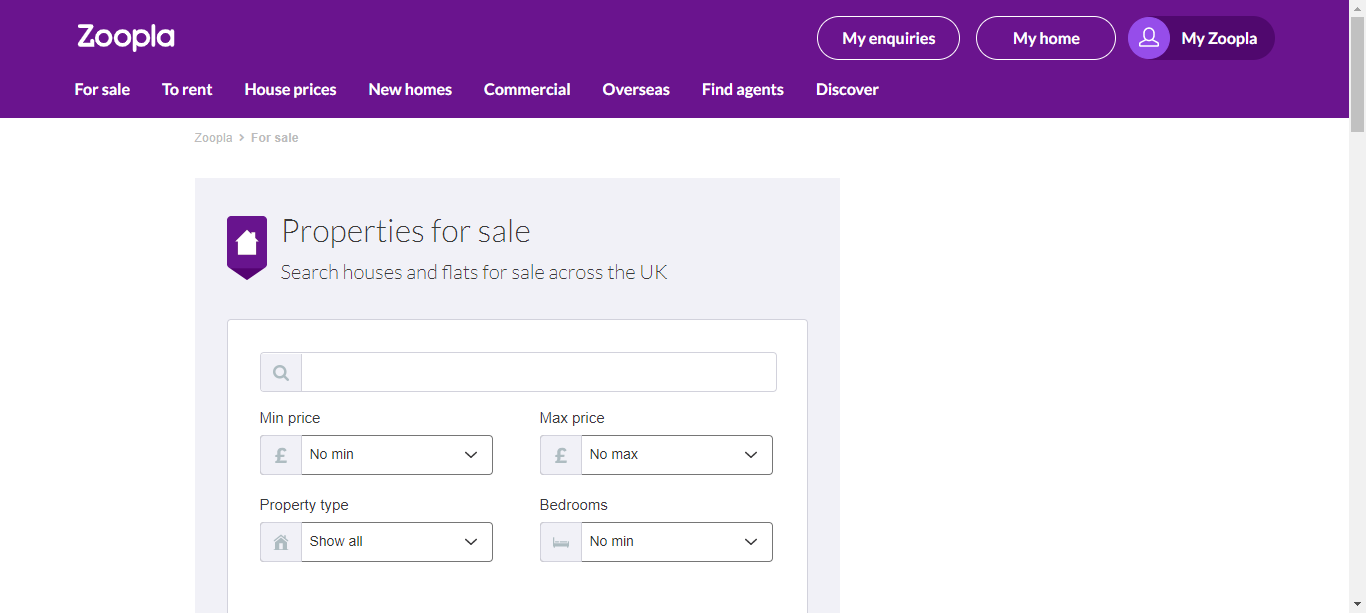 Zoopla
My enquiries
My home
My Zoopla
For sale To rent House prices New homes Commercial Overseas Find agents Discover
Zoopla > For sale
Properties for sale
Search houses and flats for sale across the UK
Min price Max price
£ No min £ No max
Property type Bedrooms
Show all No min